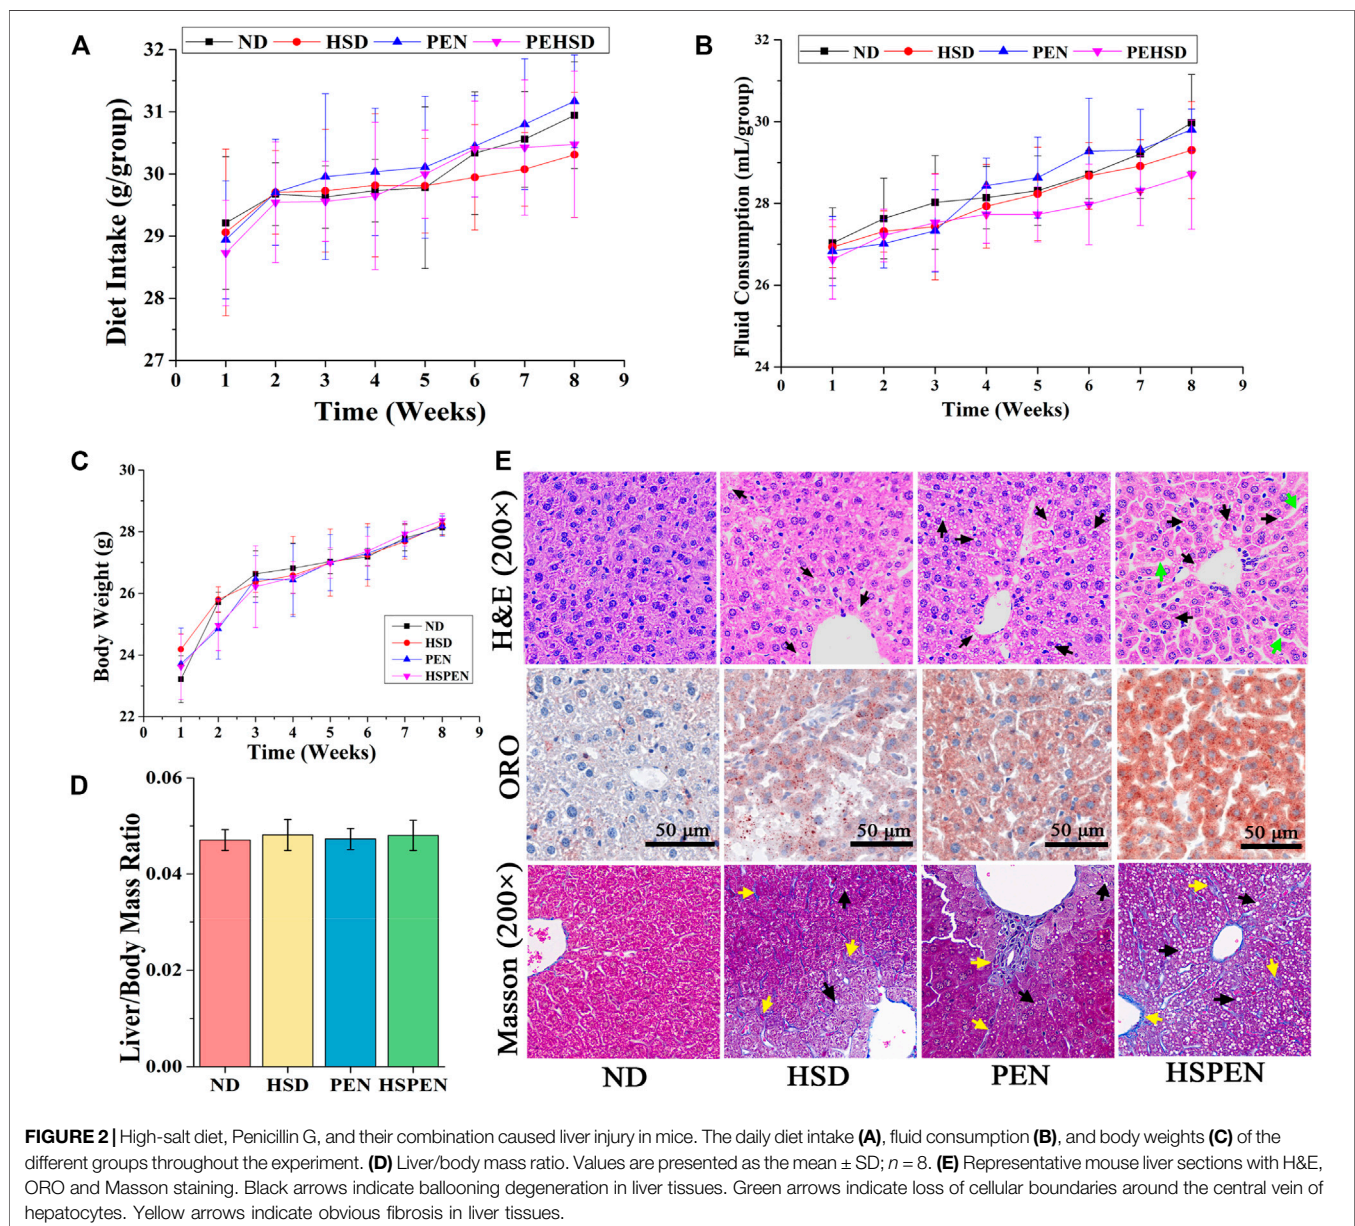 A
ND HSD PEN PEHSD
32
31
30
29
28
27
Diet Intake (g/group)
0 1 2 3 4 5 6 7 8 9
Time (Weeks)
B
ND HSD PEN PEHSD
32
30
28
26
24
Fluid Consumption (mL/group)
0 1 2 3 4 5 6 7 8 9
Time (Weeks)
C
30
28
26
24
22
Body Weight (g)
ND
HSD
PEN
HSPEN
0 1 2 3 4 5 6 7 8 9
Time (Weeks)
D
0.06
0.04
0.02
0.00
Liver/Body Mass Ratio
ND HSD PEN HSPEN
E
H&E (200×)
ORO
50 μm 50 μm 50 μm 50 μm
Masson (200×)
ND HSD PEN HSPEN
FIGURE 2 | High-salt diet, Penicillin G, and their combination caused liver injury in mice. The daily diet intake (A), fluid consumption (B), and body weights (C) of the
different groups throughout the experiment. (D) Liver/body mass ratio. Values are presented as the mean ± SD; n = 8. (E) Representative mouse liver sections with H&E,
ORO and Masson staining. Black arrows indicate ballooning degeneration in liver tissues. Green arrows indicate loss of cellular boundaries around the central vein of
hepatocytes. Yellow arrows indicate obvious fibrosis in liver tissues.